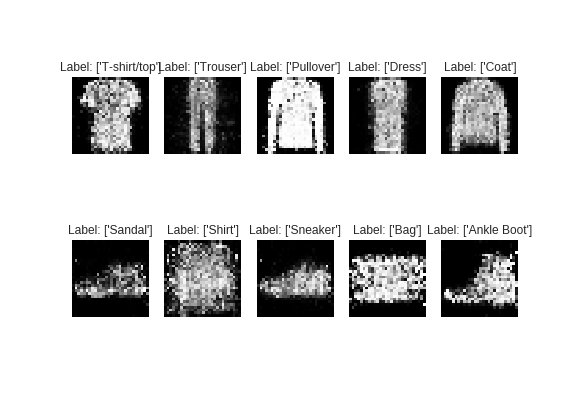 Label: ['T-shirt/top'] Label: ['Trouser'] Label: ['Pullover'] Label: ['Dress'] Label: ['Coat']
Label: ['Sandal'] Label: ['Shirt'] Label: ['Sneaker'] Label: ['Bag'] Label: ['Ankle Boot']